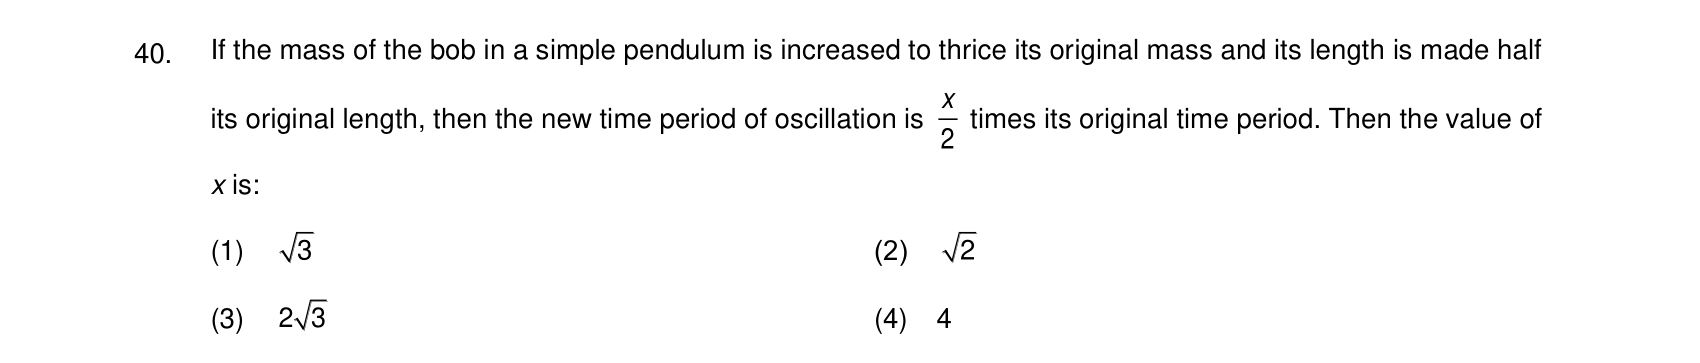 40. If the mass of the bob in a simple pendulum is increased to thrice its original mass and its length is made half
its original length, then the new time period of oscillation is x/2 times its original time period. Then the value of
x is:
(1) √3 (2) √2
(3) 2√3 (4) 4